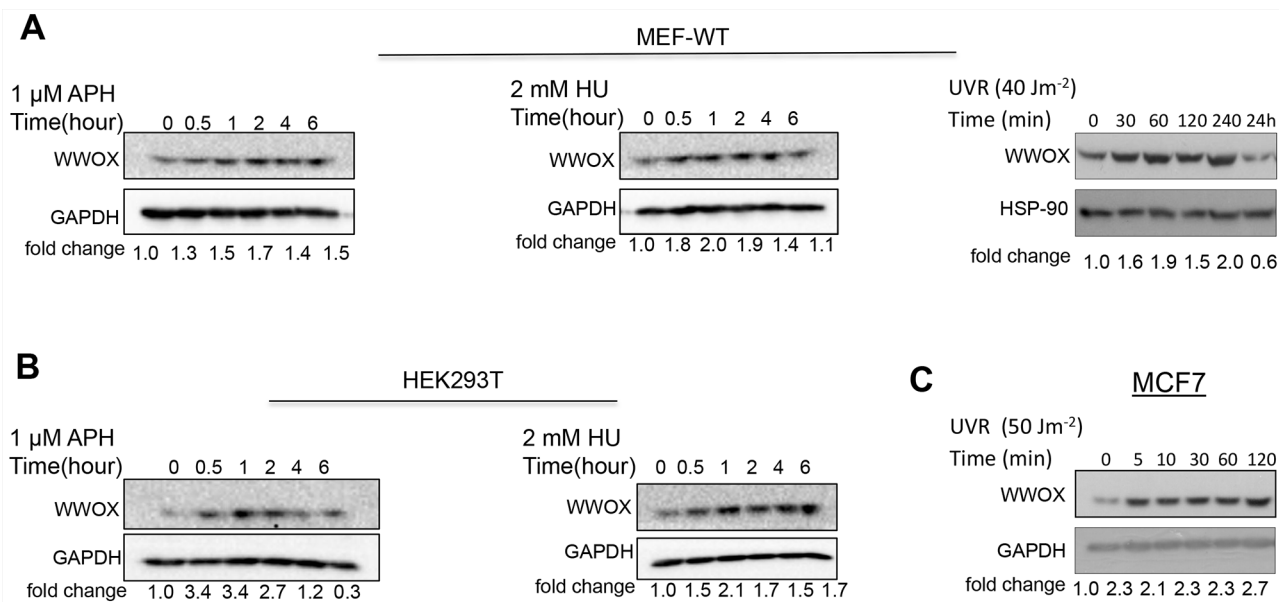 A
MEF-WT
1 µM APH
Time(hour) 0 0.5 1 2 4 6
WWOX
GAPDH
fold change 1.0 1.3 1.5 1.7 1.4 1.5
2 mM HU
Time(hour) 0 0.5 1 2 4 6
WWOX
GAPDH
fold change 1.0 1.8 2.0 1.9 1.4 1.1
UVR (40 Jm-2)
Time (min) 0 30 60 120 240 24h
WWOX
HSP-90
fold change 1.0 1.6 1.9 1.5 2.0 0.6
B
HEK293T
1 µM APH
Time(hour) 0 0.5 1 2 4 6
WWOX
GAPDH
fold change 1.0 3.4 3.4 2.7 1.2 0.3
2 mM HU
Time(hour) 0 0.5 1 2 4 6
WWOX
GAPDH
fold change 1.0 1.5 2.1 1.7 1.5 1.7
C
MCF7
UVR (50 Jm-2)
Time (min) 0 5 10 30 60 120
WWOX
GAPDH
fold change 1.0 2.3 2.1 2.3 2.3 2.7